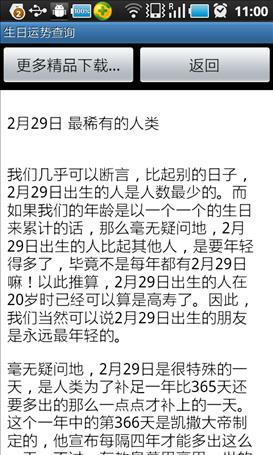 2
100%
R
11:00
生日运势查询
更多精品下载...
返回
2月29日 最稀有的人类
我们几乎可以断言，比起别的日子，
2月29日出生的人是人数最少的。而
如果我们的年龄是以一个一个的生日
来累计的话，那么毫无疑问地，2月
29日出生的人比起其他人，是要年轻
得多了，毕竟不是每年都有2月29日
嘛！以此推算，2月29日出生的人在
20岁时已经可以算是高寿了。因此，
我们当然可以说2月29日出生的朋友
是永远最年轻的。
毫无疑问地，2月29日是很特殊的一
天，是人类为了补足一年比365天还
要多出的那么一点点才补上的一天。
这个一年中的第366天是凯撒大帝制
定的，他宣布每隔四年才能多出这么